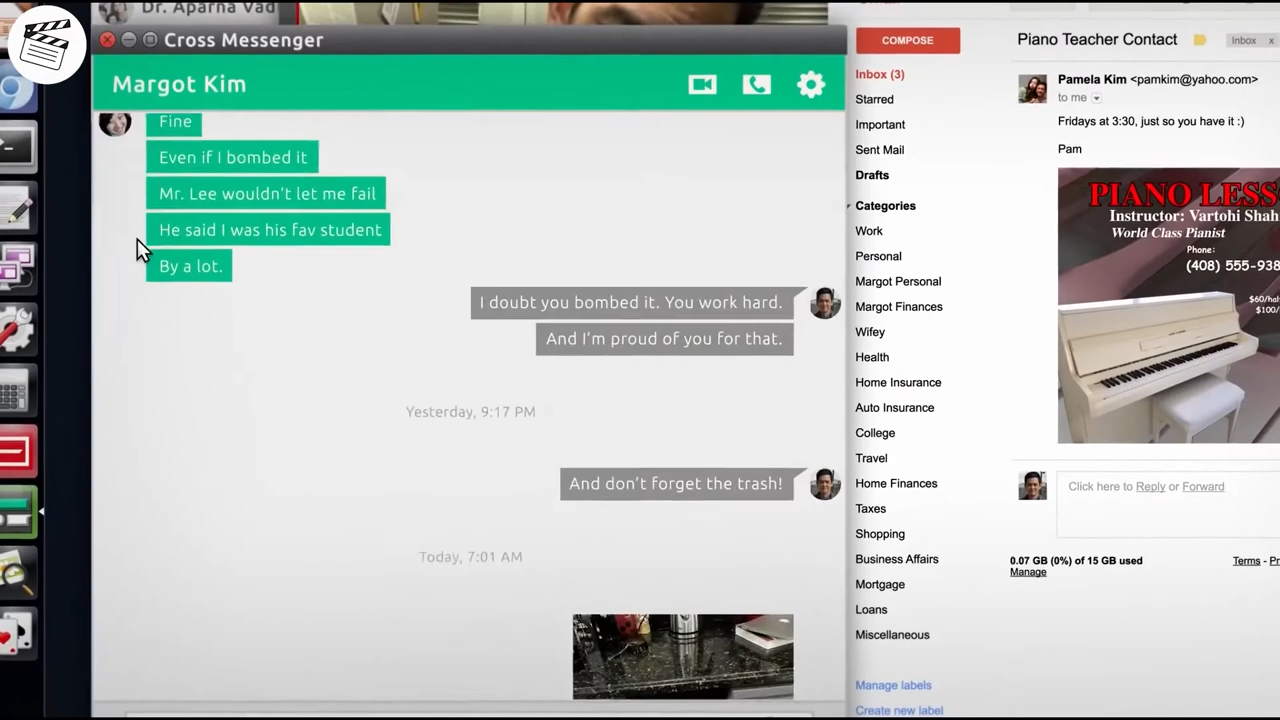 Dr. Aparna Vad
Cross Messenger
Margot Kim
Fine
Even if I bombed it
Mr. Lee wouldn't let me fail
He said I was his fav student
By a lot.
I doubt you bombed it. You work hard.
And I'm proud of you for that.
Yesterday, 9:17 PM
And don't forget the trash!
Today, 7:01 AM
COMPOSE
Inbox (3)
Starred
Important
Sent Mail
Drafts
Categories
Work
Personal
Margot Personal
Margot Finances
Wifey
Health
Home Insurance
Auto Insurance
College
Travel
Home Finances
Taxes
Shopping
Business Affairs
Mortgage
Loans
Miscellaneous
Manage labels
Create new label
Piano Teacher Contact
Inbox x
Pamela Kim <pamkim@yahoo.com>
to me
Fridays at 3:30, just so you have it :)
Pam
PIANO LESS
Instructor: Vartohi Shah
World Class Pianist
Phone:
(408) 555-938
$60/hal
$100/
Click here to Reply or Forward
0.07 GB (0%) of 15 GB used
Manage
Terms - Pr